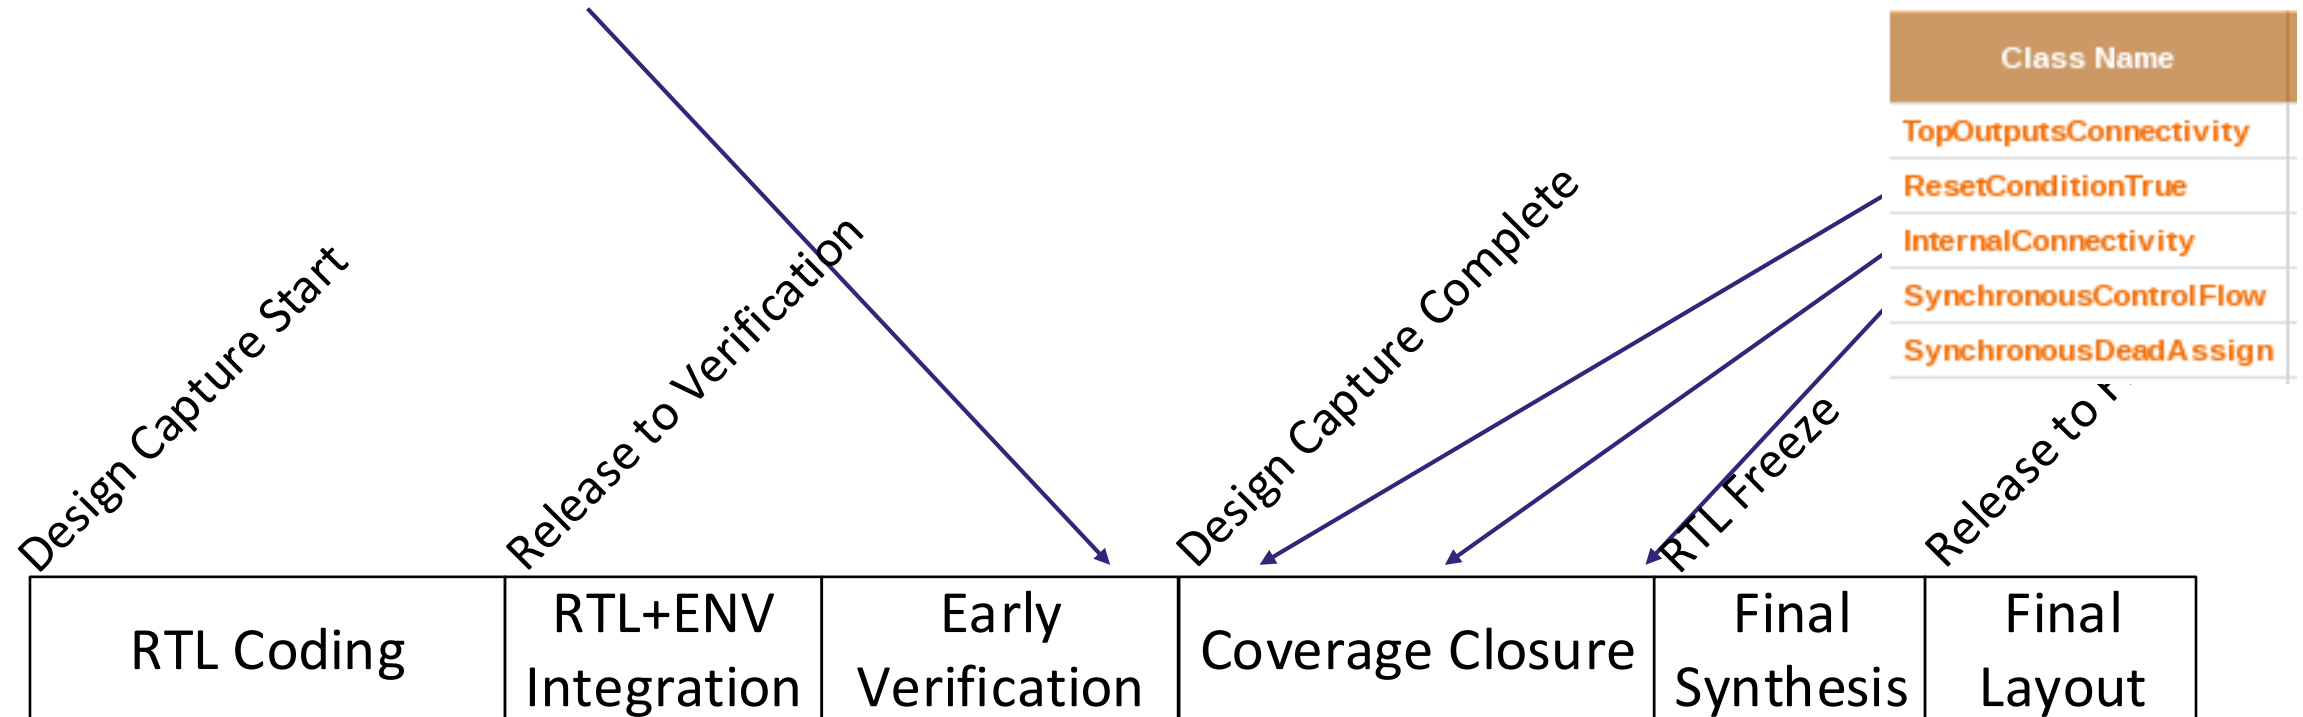 Class Name
TopOutputsConnectivity
ResetConditionTrue
InternalConnectivity
SynchronousControlFlow
SynchronousDeadAssign
Design Capture Start
Release to Verification
Design Capture Complete
RTL Freeze
Release to
RTL Coding
RTL+ENV
Integration
Early
Verification
Coverage Closure
Final
Synthesis
Final
Layout